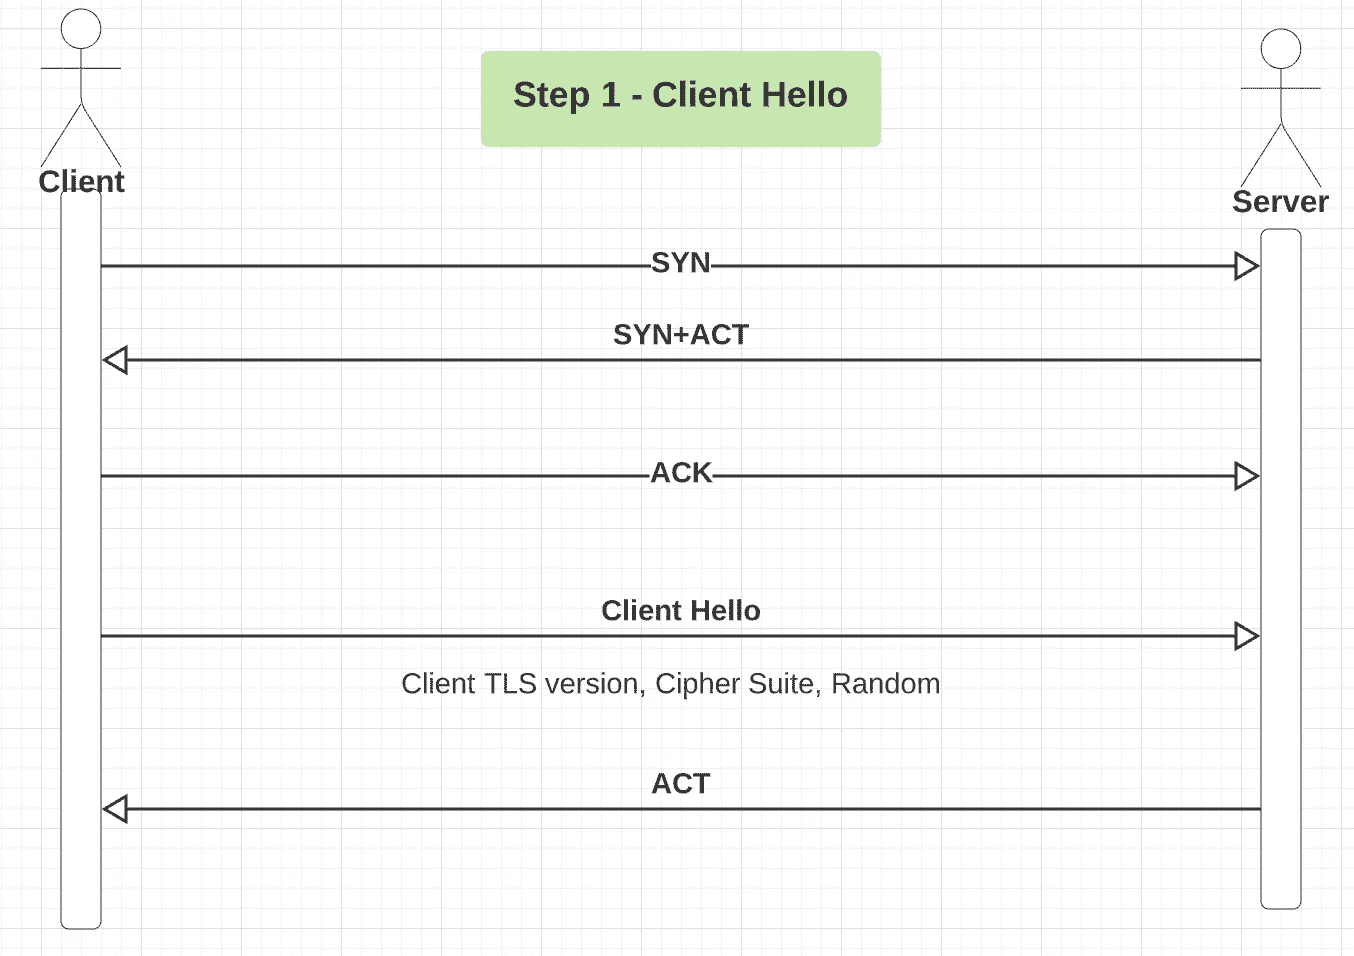 Step 1 - Client Hello
Client
Server
SYN
SYN+ACT
ACK
Client Hello
Client TLS version, Cipher Suite, Random
ACT